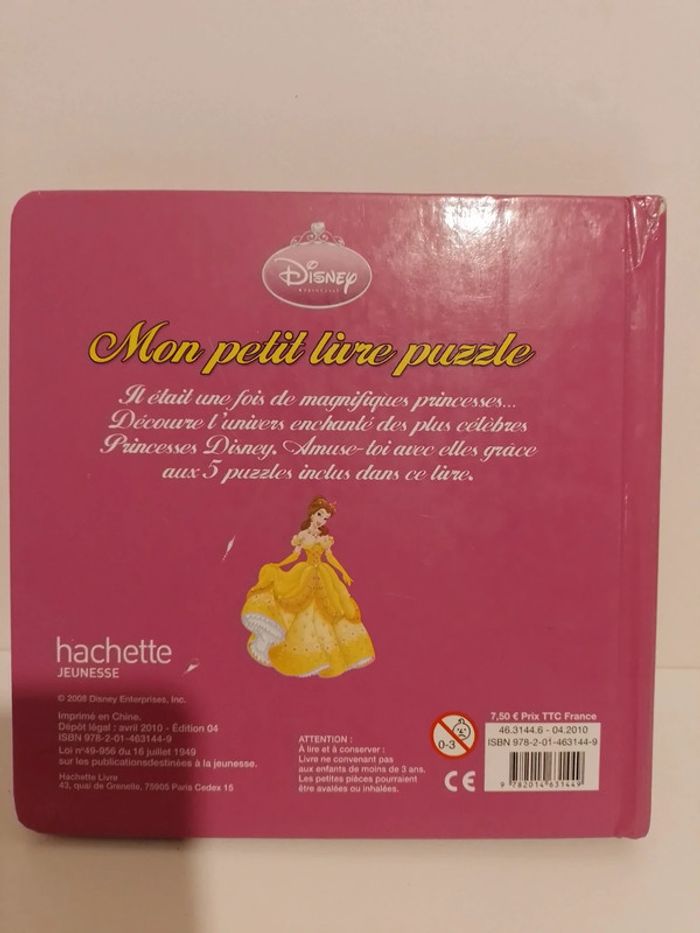 Disney
PRINCESSE
Mon petit livre puzzle
Il était une fois de magnifiques princesses...
Découvre l'univers enchanté des plus célèbres
Princesses Disney. Amuse-toi avec elles grâce
aux 5 puzzles inclus dans ce livre.
hachette
JEUNESSE
© 2008 Disney Enterprises, Inc.
Imprimé en Chine.
Dépôt légal : avril 2010 - Édition 04
ISBN 978-2-01-463144-9
Loi n°49-956 du 16 juillet 1949
sur les publicationsdestinées à la jeunesse.
Hachette Livre
43, quai de Grenelle, 75905 Paris Cedex 15
ATTENTION :
À lire et à conserver :
Livre ne convenant pas
aux enfants de moins de 3 ans.
Les petites pièces pourraient
être avalées ou inhalées.
0-3
CE
7,50 € Prix TTC France
46.3144.6 - 04.2010
ISBN 978-2-01-463144-9
9 782014 631449